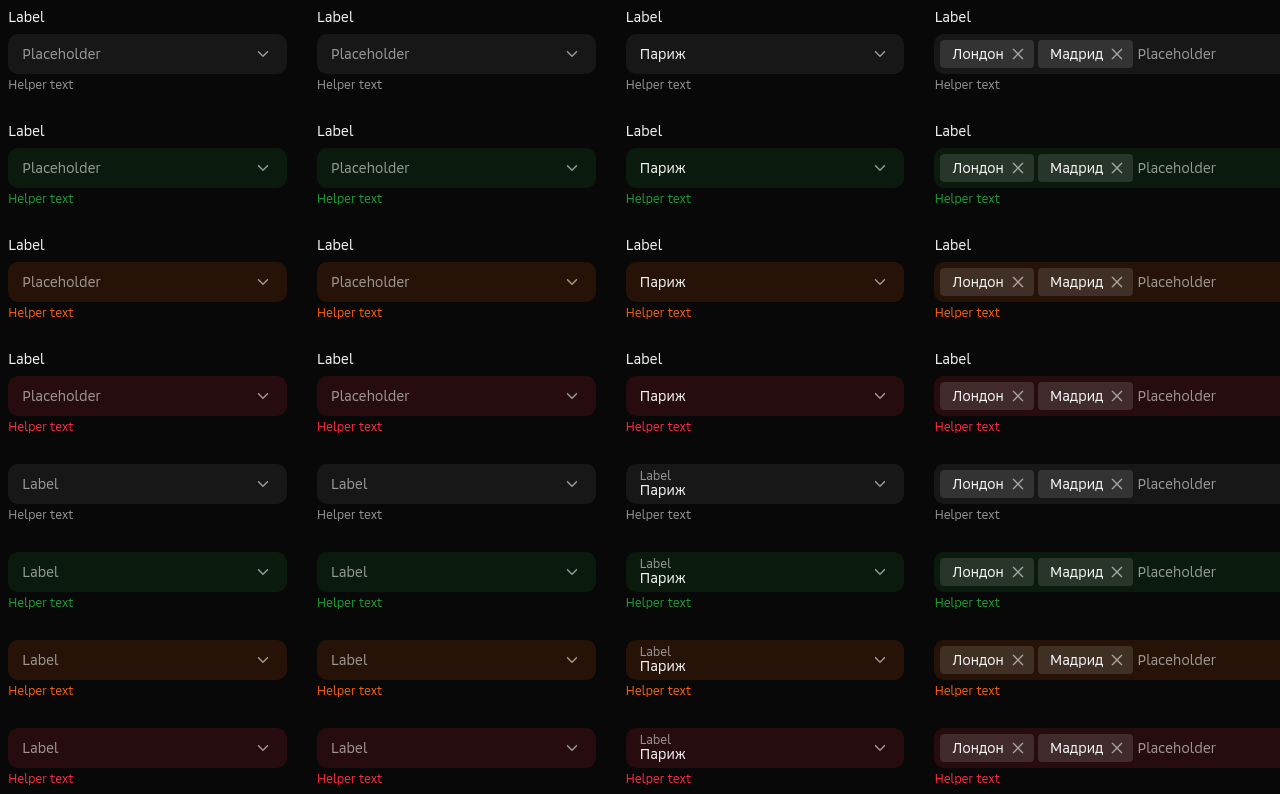 Label Label Label Label
Placeholder Placeholder Париж Лондон Мадрид Placeholder
Helper text Helper text Helper text Helper text
Label Label Label Label
Placeholder Placeholder Париж Лондон Мадрид Placeholder
Helper text Helper text Helper text Helper text
Label Label Label Label
Placeholder Placeholder Париж Лондон Мадрид Placeholder
Helper text Helper text Helper text Helper text
Label Label Label Label
Placeholder Placeholder Париж Лондон Мадрид Placeholder
Helper text Helper text Helper text Helper text
Label
Label Label Париж Лондон Мадрид Placeholder
Helper text Helper text Helper text Helper text
Label
Label Label Париж Лондон Мадрид Placeholder
Helper text Helper text Helper text Helper text
Label
Label Label Париж Лондон Мадрид Placeholder
Helper text Helper text Helper text Helper text
Label
Label Label Париж Лондон Мадрид Placeholder
Helper text Helper text Helper text Helper text